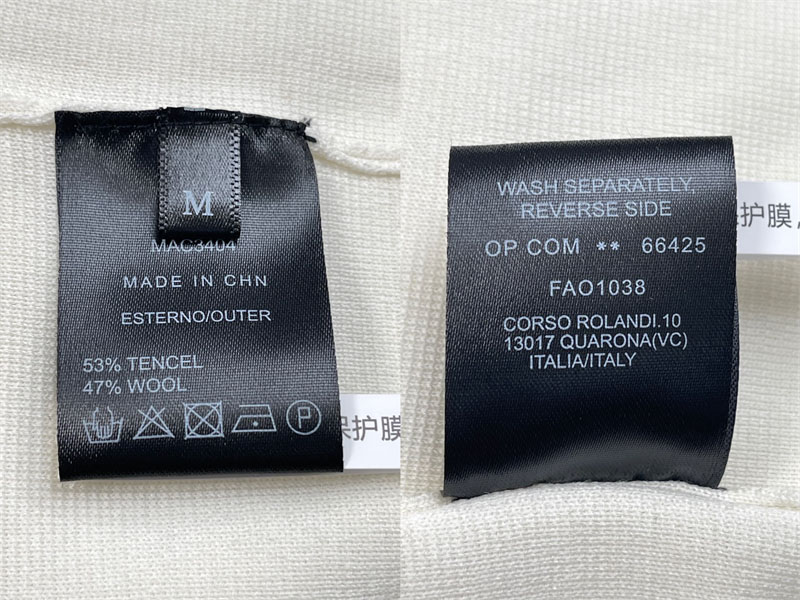 M
MAC3404
MADE IN CHN
ESTERNO/OUTER
53% TENCEL
47% WOOL
P
保护膜
WASH SEPARATELY.
REVERSE SIDE
OP COM ** 66425
FAO1038
CORSO ROLANDI.10
13017 QUARONA(VC)
ITALIA/ITALY
保护膜,